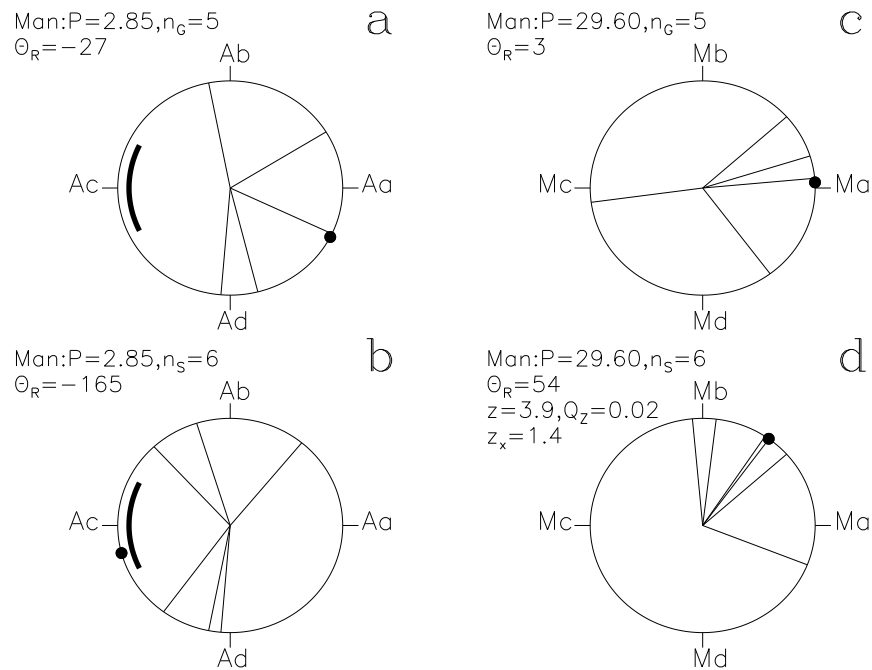 Man:P=2.85,n_G=5
Θ_R=−27
a
Ab
Ac
Aa
Ad
Man:P=29.60,n_G=5
Θ_R=3
c
Mb
Mc
Ma
Md
Man:P=2.85,n_S=6
Θ_R=−165
b
Ab
Ac
Aa
Ad
Man:P=29.60,n_S=6
Θ_R=54
z=3.9,Q_Z=0.02
z_x=1.4
d
Mb
Mc
Ma
Md